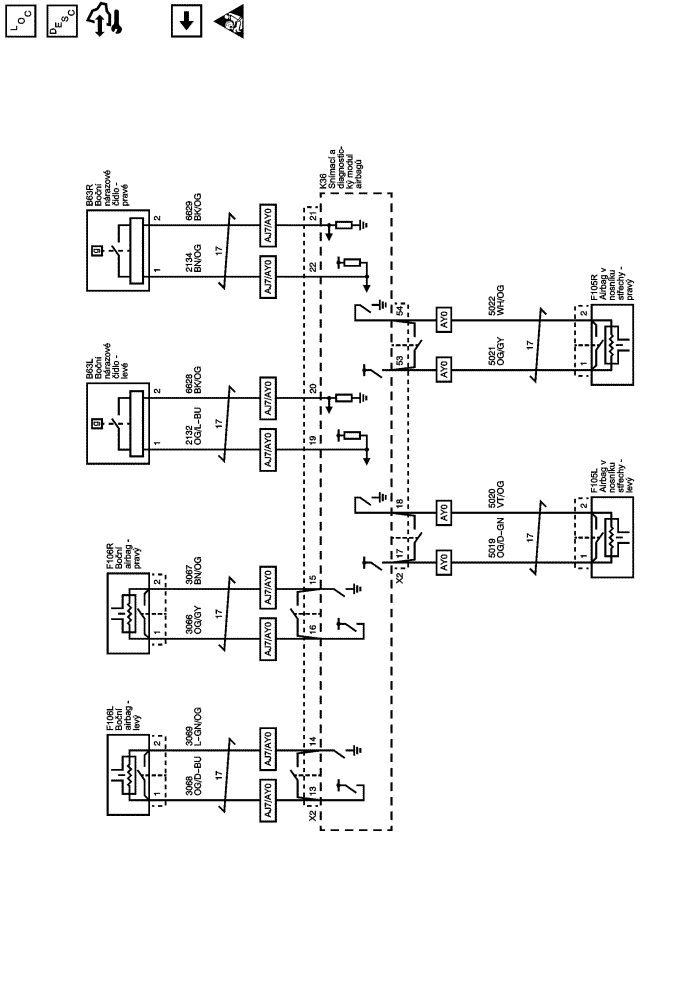 LOC
DESC
K36
Snímací a
diagnostic-
ký modul
airbagů
B63R
Boční
nárazové
čidlo -
pravé
g
2
1
6629
BK/OG
2134
BN/OG
17
AJ7/AY0
AJ7/AY0
21
22
B63L
Boční
nárazové
čidlo -
levé
g
2
1
6628
BK/OG
2132
OG/L-BU
17
AJ7/AY0
AJ7/AY0
20
19
F106R
Boční
airbag -
pravý
2
1
3067
BN/OG
3066
OG/GY
17
AJ7/AY0
AJ7/AY0
15
16
F106L
Boční
airbag -
levý
2
1
3069
L-GN/OG
3068
OG/D-BU
17
AJ7/AY0
AJ7/AY0
14
13
X2
54
53
AY0
AY0
5022
WH/OG
5021
OG/GY
17
2
1
F105R
Airbag v
nosníku
střechy -
pravý
18
17
X2
AY0
AY0
5020
VT/OG
5019
OG/D-GN
17
2
1
F105L
Airbag v
nosníku
střechy -
levý